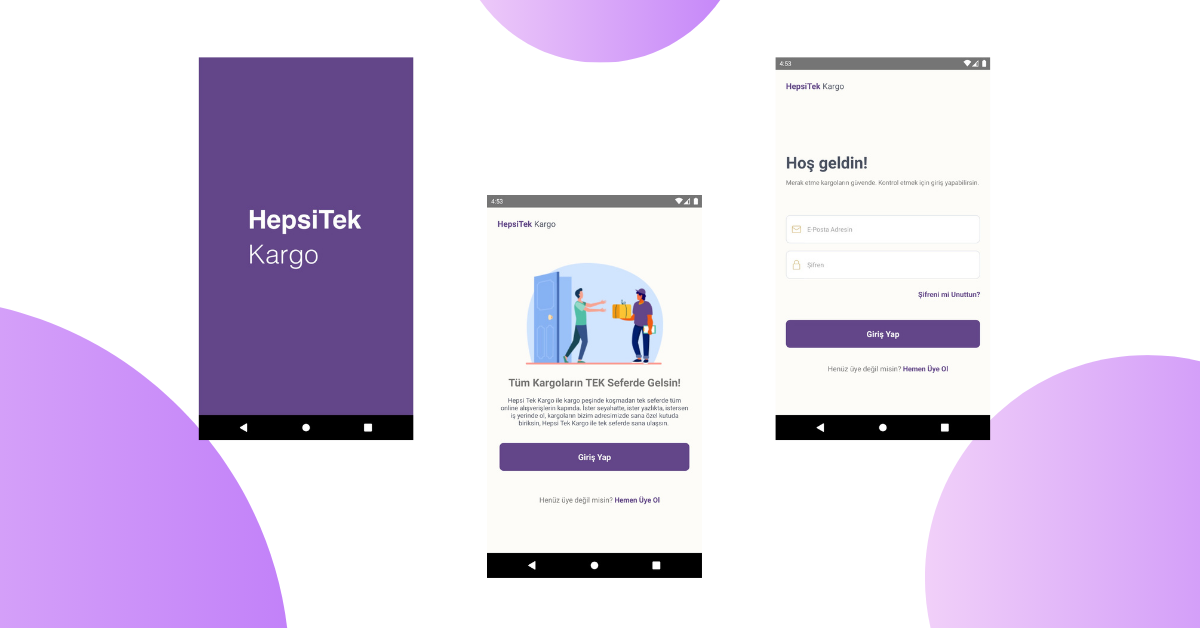 HepsiTek
Kargo
4:53
HepsiTek Kargo
Tüm Kargoların TEK Seferde Gelsin!
Hepsi Tek Kargo ile kargo peşinde koşmadan tek seferde tüm
online alışverişlerin kapında. İster seyahatte, ister yazlıkta, istersen
iş yerinde ol, kargoların bizim adresimizde sana özel kutuda
biriksin, Hepsi Tek Kargo ile tek seferde sana ulaşsın.
Giriş Yap
Henüz üye değil misin? Hemen Üye Ol
4:53
HepsiTek Kargo
Hoş geldin!
Merak etme kargoların güvende. Kontrol etmek için giriş yapabilirsin.
E-Posta Adresin
Şifren
Şifreni mi Unuttun?
Giriş Yap
Henüz üye değil misin? Hemen Üye Ol